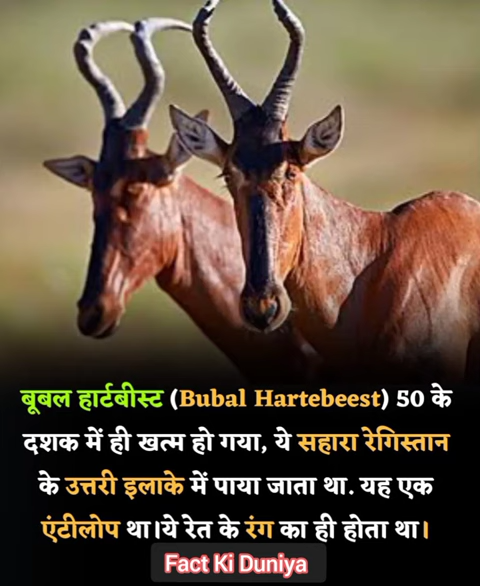 बूबल हार्टबीस्ट (Bubal Hartebeest) 50 के
दशक में ही खत्म हो गया, ये सहारा रेगिस्तान
के उत्तरी इलाके में पाया जाता था. यह एक
एंटीलोप था।ये रेत के रंग का ही होता था।
Fact Ki Duniya